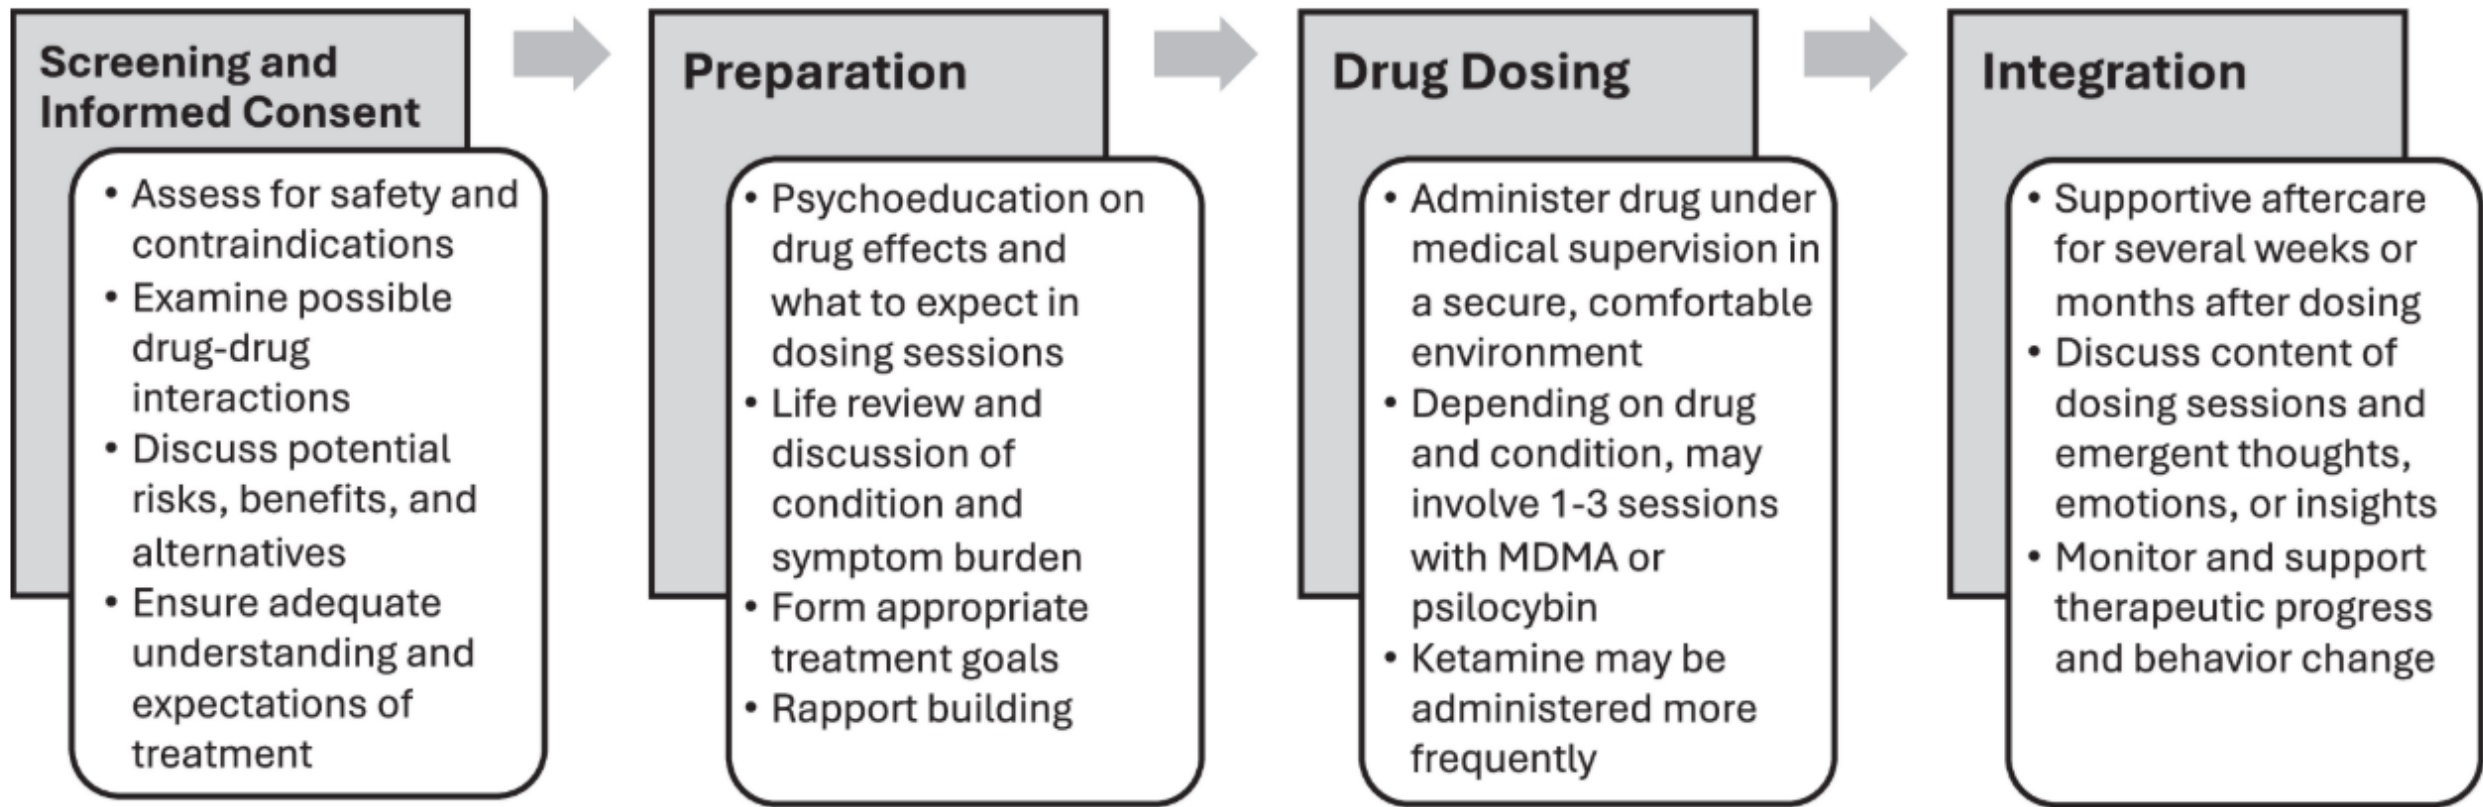 Screening and
Informed Consent
• Assess for safety and
contraindications
• Examine possible
drug-drug
interactions
• Discuss potential
risks, benefits, and
alternatives
• Ensure adequate
understanding and
expectations of
treatment
Preparation
• Psychoeducation on
drug effects and
what to expect in
dosing sessions
• Life review and
discussion of
condition and
symptom burden
• Form appropriate
treatment goals
• Rapport building
Drug Dosing
• Administer drug under
medical supervision in
a secure, comfortable
environment
• Depending on drug
and condition, may
involve 1-3 sessions
with MDMA or
psilocybin
• Ketamine may be
administered more
frequently
Integration
• Supportive aftercare
for several weeks or
months after dosing
• Discuss content of
dosing sessions and
emergent thoughts,
emotions, or insights
• Monitor and support
therapeutic progress
and behavior change